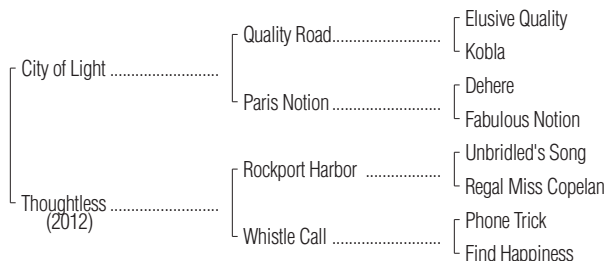 Elusive Quality
Quality Road
Kobla
City of Light
Dehere
Paris Notion
Fabulous Notion
Unbridled's Song
Rockport Harbor
Regal Miss Copelan
Thoughtless
(2012)
Phone Trick
Whistle Call
Find Happiness